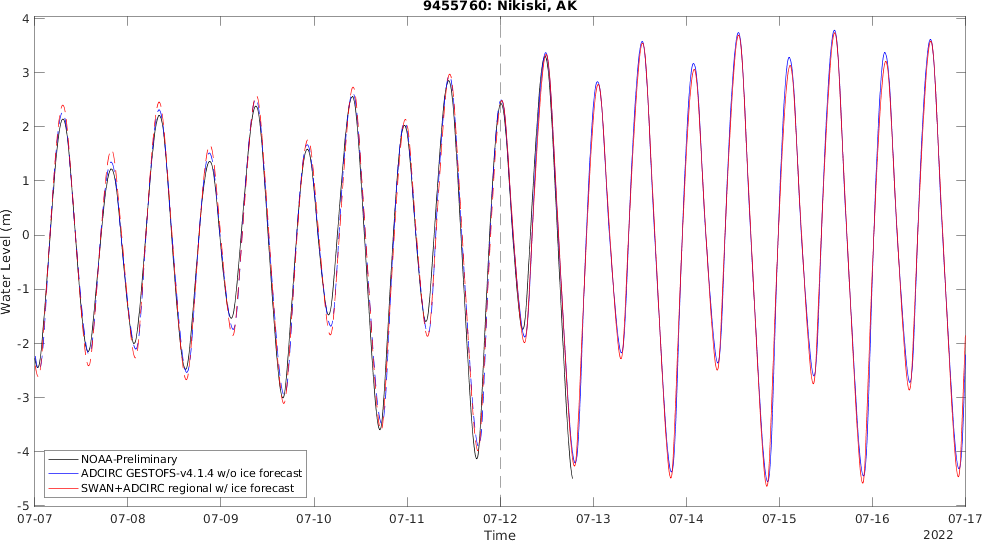 9455760: Nikiski, AK
4
3
2
1
0
-1
-2
-3
-4
-5
Water Level (m)
NOAA-Preliminary
ADCIRC GESTOFS-v4.1.4 w/o ice forecast
SWAN+ADCIRC regional w/ ice forecast
07-07 07-08 07-09 07-10 07-11 07-12 07-13 07-14 07-15 07-16 07-17
Time
2022